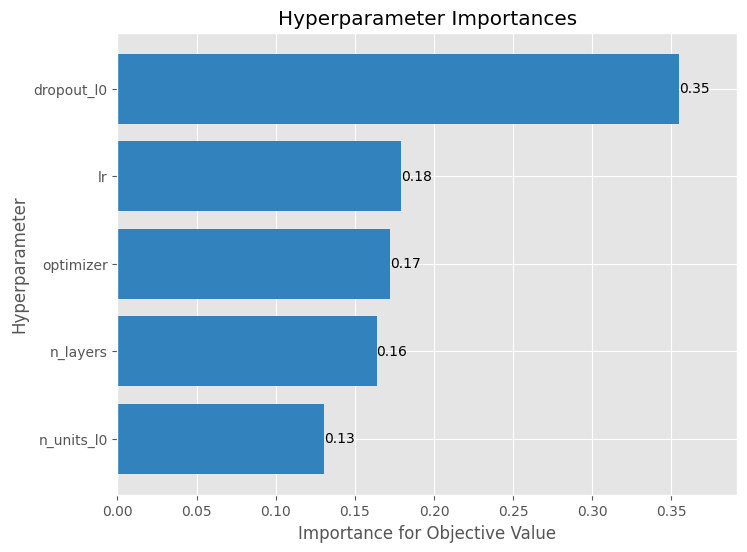 Hyperparameter Importances
Hyperparameter
dropout_l0
0.35
lr
0.18
optimizer
0.17
n_layers
0.16
n_units_l0
0.13
0.00 0.05 0.10 0.15 0.20 0.25 0.30 0.35
Importance for Objective Value